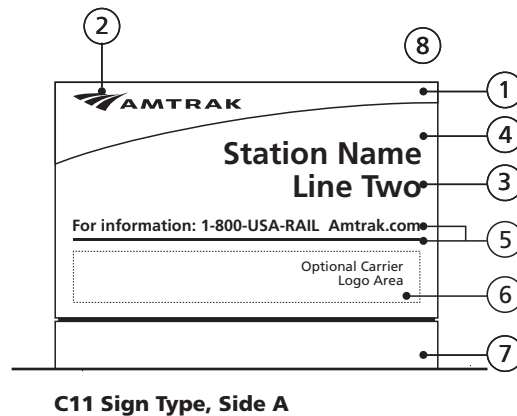 2
8
1
AMTRAK
4
Station Name
Line Two
3
For information: 1-800-USA-RAIL Amtrak.com
5
Optional Carrier
Logo Area
6
7
C11 Sign Type, Side A